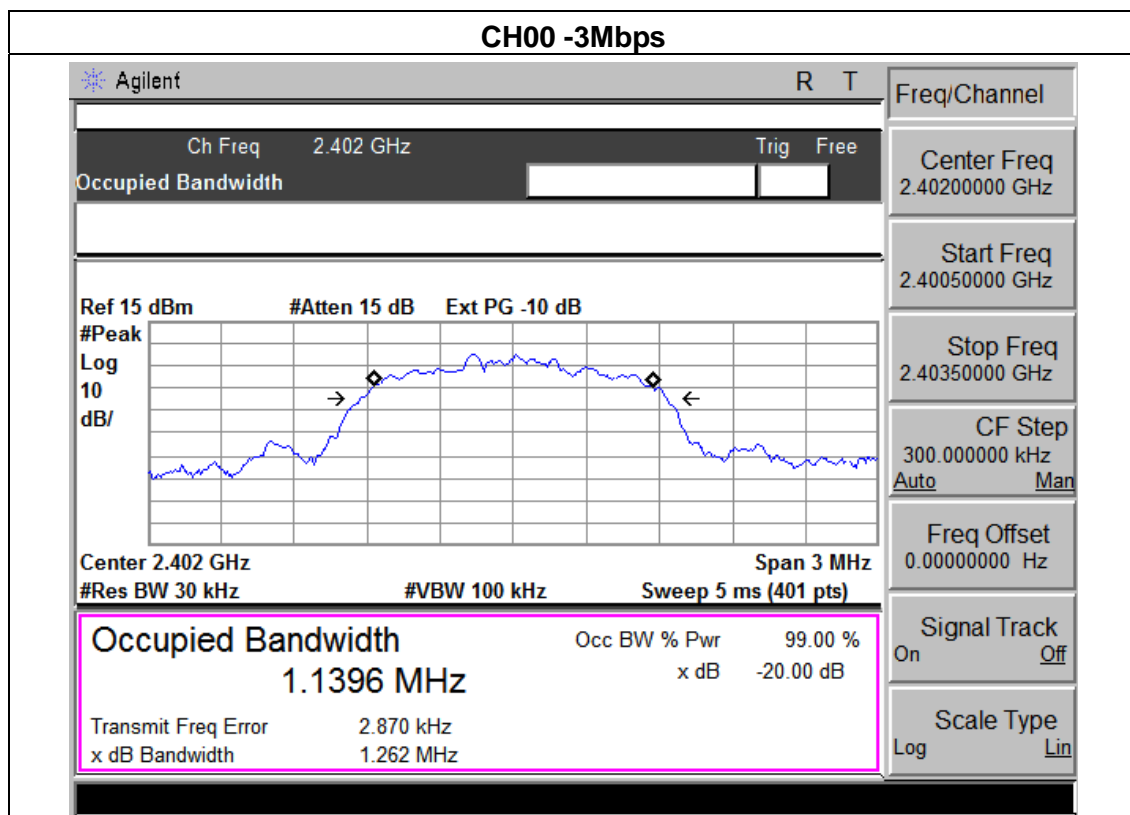 CH00 -3Mbps
Agilent R T
Ch Freq 2.402 GHz Trig Free
Occupied Bandwidth
Ref 15 dBm #Atten 15 dB Ext PG -10 dB
#Peak
Log
10
dB/
Center 2.402 GHz Span 3 MHz
#Res BW 30 kHz #VBW 100 kHz Sweep 5 ms (401 pts)
Occupied Bandwidth Occ BW % Pwr 99.00 %
1.1396 MHz x dB -20.00 dB
Transmit Freq Error 2.870 kHz
x dB Bandwidth 1.262 MHz
Freq/Channel
Center Freq
2.40200000 GHz
Start Freq
2.40050000 GHz
Stop Freq
2.40350000 GHz
CF Step
300.000000 kHz
Auto Man
Freq Offset
0.00000000 Hz
Signal Track
On Off
Scale Type
Log Lin